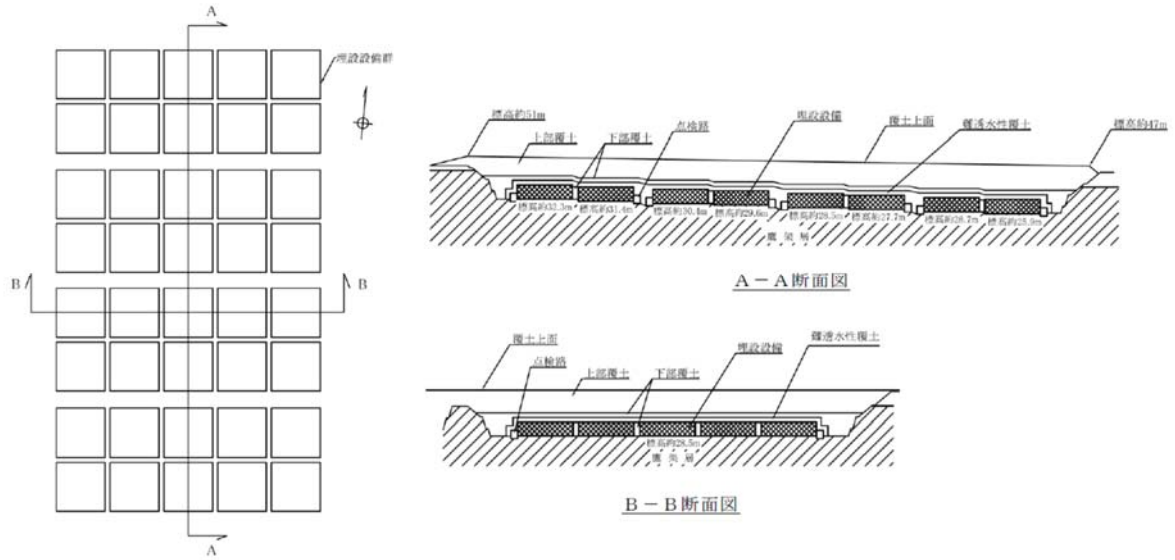 A
埋設設備群
B
B
A
標高約51m
上部覆土
下部覆土
点検路
埋設設備
覆土上面
難透水性覆土
標高約47m
標高約32.3m
標高約31.4m
標高約30.4m
標高約29.6m
標高約28.5m
標高約27.7m
標高約26.7m
標高約25.9m
鷹架層
A-A断面図
覆土上面
点検路
上部覆土
下部覆土
埋設設備
難透水性覆土
標高約28.5m
鷹架層
B-B断面図